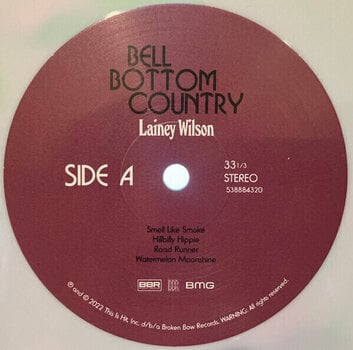 BELL
BOTTOM
COUNTRY
Lainey Wilson
SIDE A
33 1/3
STEREO
538884320
Smell Like Smoke
Hillbilly Hippie
Road Runner
Watermelon Moonshine
BBR BBR BMG
℗ and © 2022 This Is Hit, Inc. d/b/a Broken Bow Records. WARNING: All rights reserved.